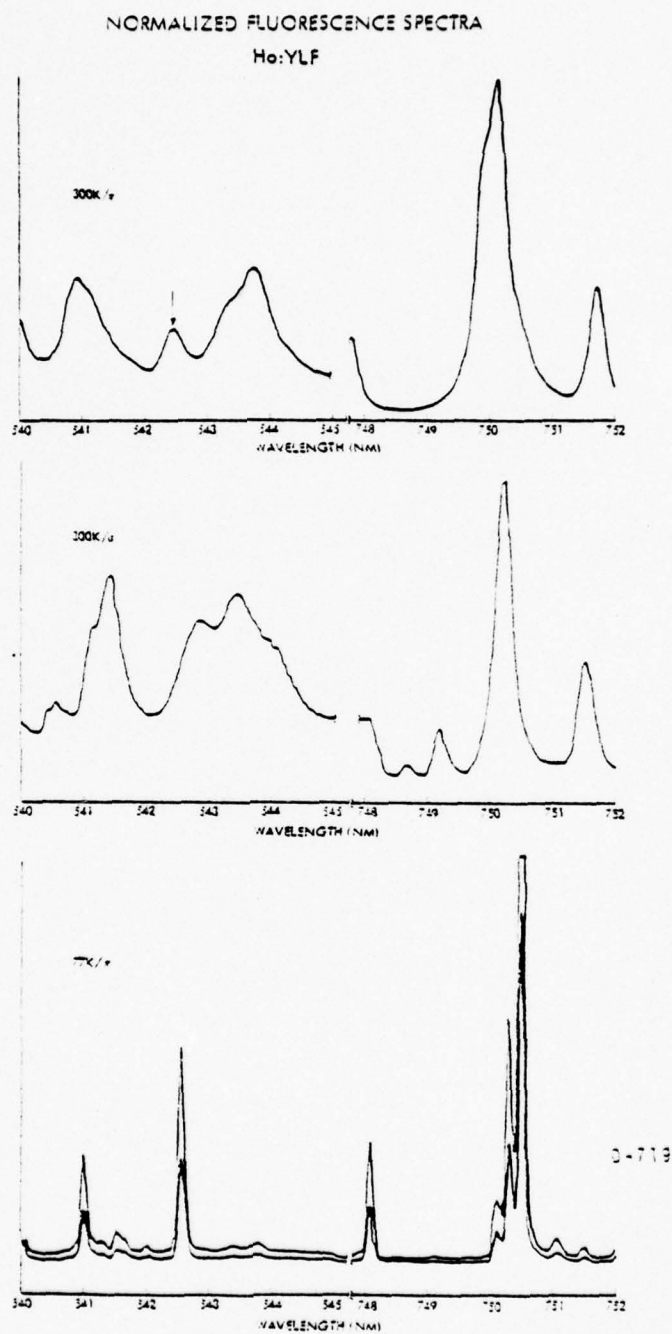 NORMALIZED FLUORESCENCE SPECTRA
Ho:YLF
300K/π
540 541 542 543 544 545 748 749 750 751 752
WAVELENGTH (NM)
300K/σ
540 541 542 543 544 545 748 749 750 751 752
WAVELENGTH (NM)
77K/π
D-719
540 541 542 543 544 545 748 749 750 751 752
WAVELENGTH (NM)